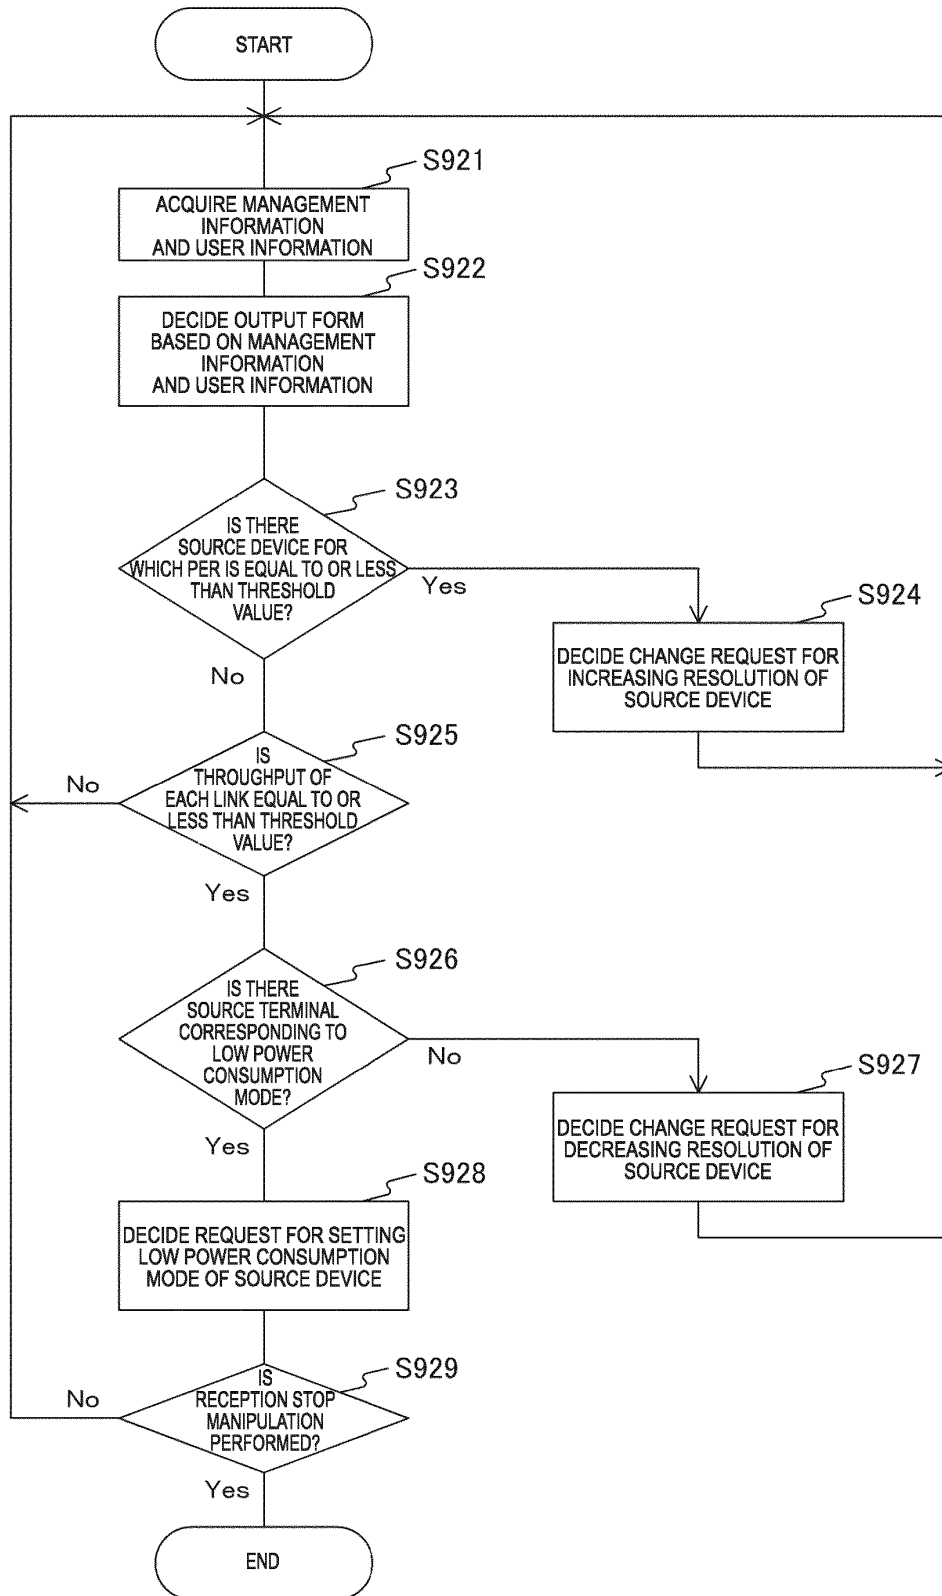 START
S921
ACQUIRE MANAGEMENT
INFORMATION
AND USER INFORMATION
S922
DECIDE OUTPUT FORM
BASED ON MANAGEMENT
INFORMATION
AND USER INFORMATION
S923
IS THERE
SOURCE DEVICE FOR
WHICH PER IS EQUAL TO OR LESS
THAN THRESHOLD
VALUE?
Yes
No
S924
DECIDE CHANGE REQUEST FOR
INCREASING RESOLUTION OF
SOURCE DEVICE
S925
IS
THROUGHPUT OF
EACH LINK EQUAL TO OR
LESS THAN THRESHOLD
VALUE?
No
Yes
S926
IS THERE
SOURCE TERMINAL
CORRESPONDING TO
LOW POWER
CONSUMPTION
MODE?
No
Yes
S927
DECIDE CHANGE REQUEST FOR
DECREASING RESOLUTION OF
SOURCE DEVICE
S928
DECIDE REQUEST FOR SETTING
LOW POWER CONSUMPTION
MODE OF SOURCE DEVICE
S929
IS
RECEPTION STOP
MANIPULATION
PERFORMED?
No
Yes
END